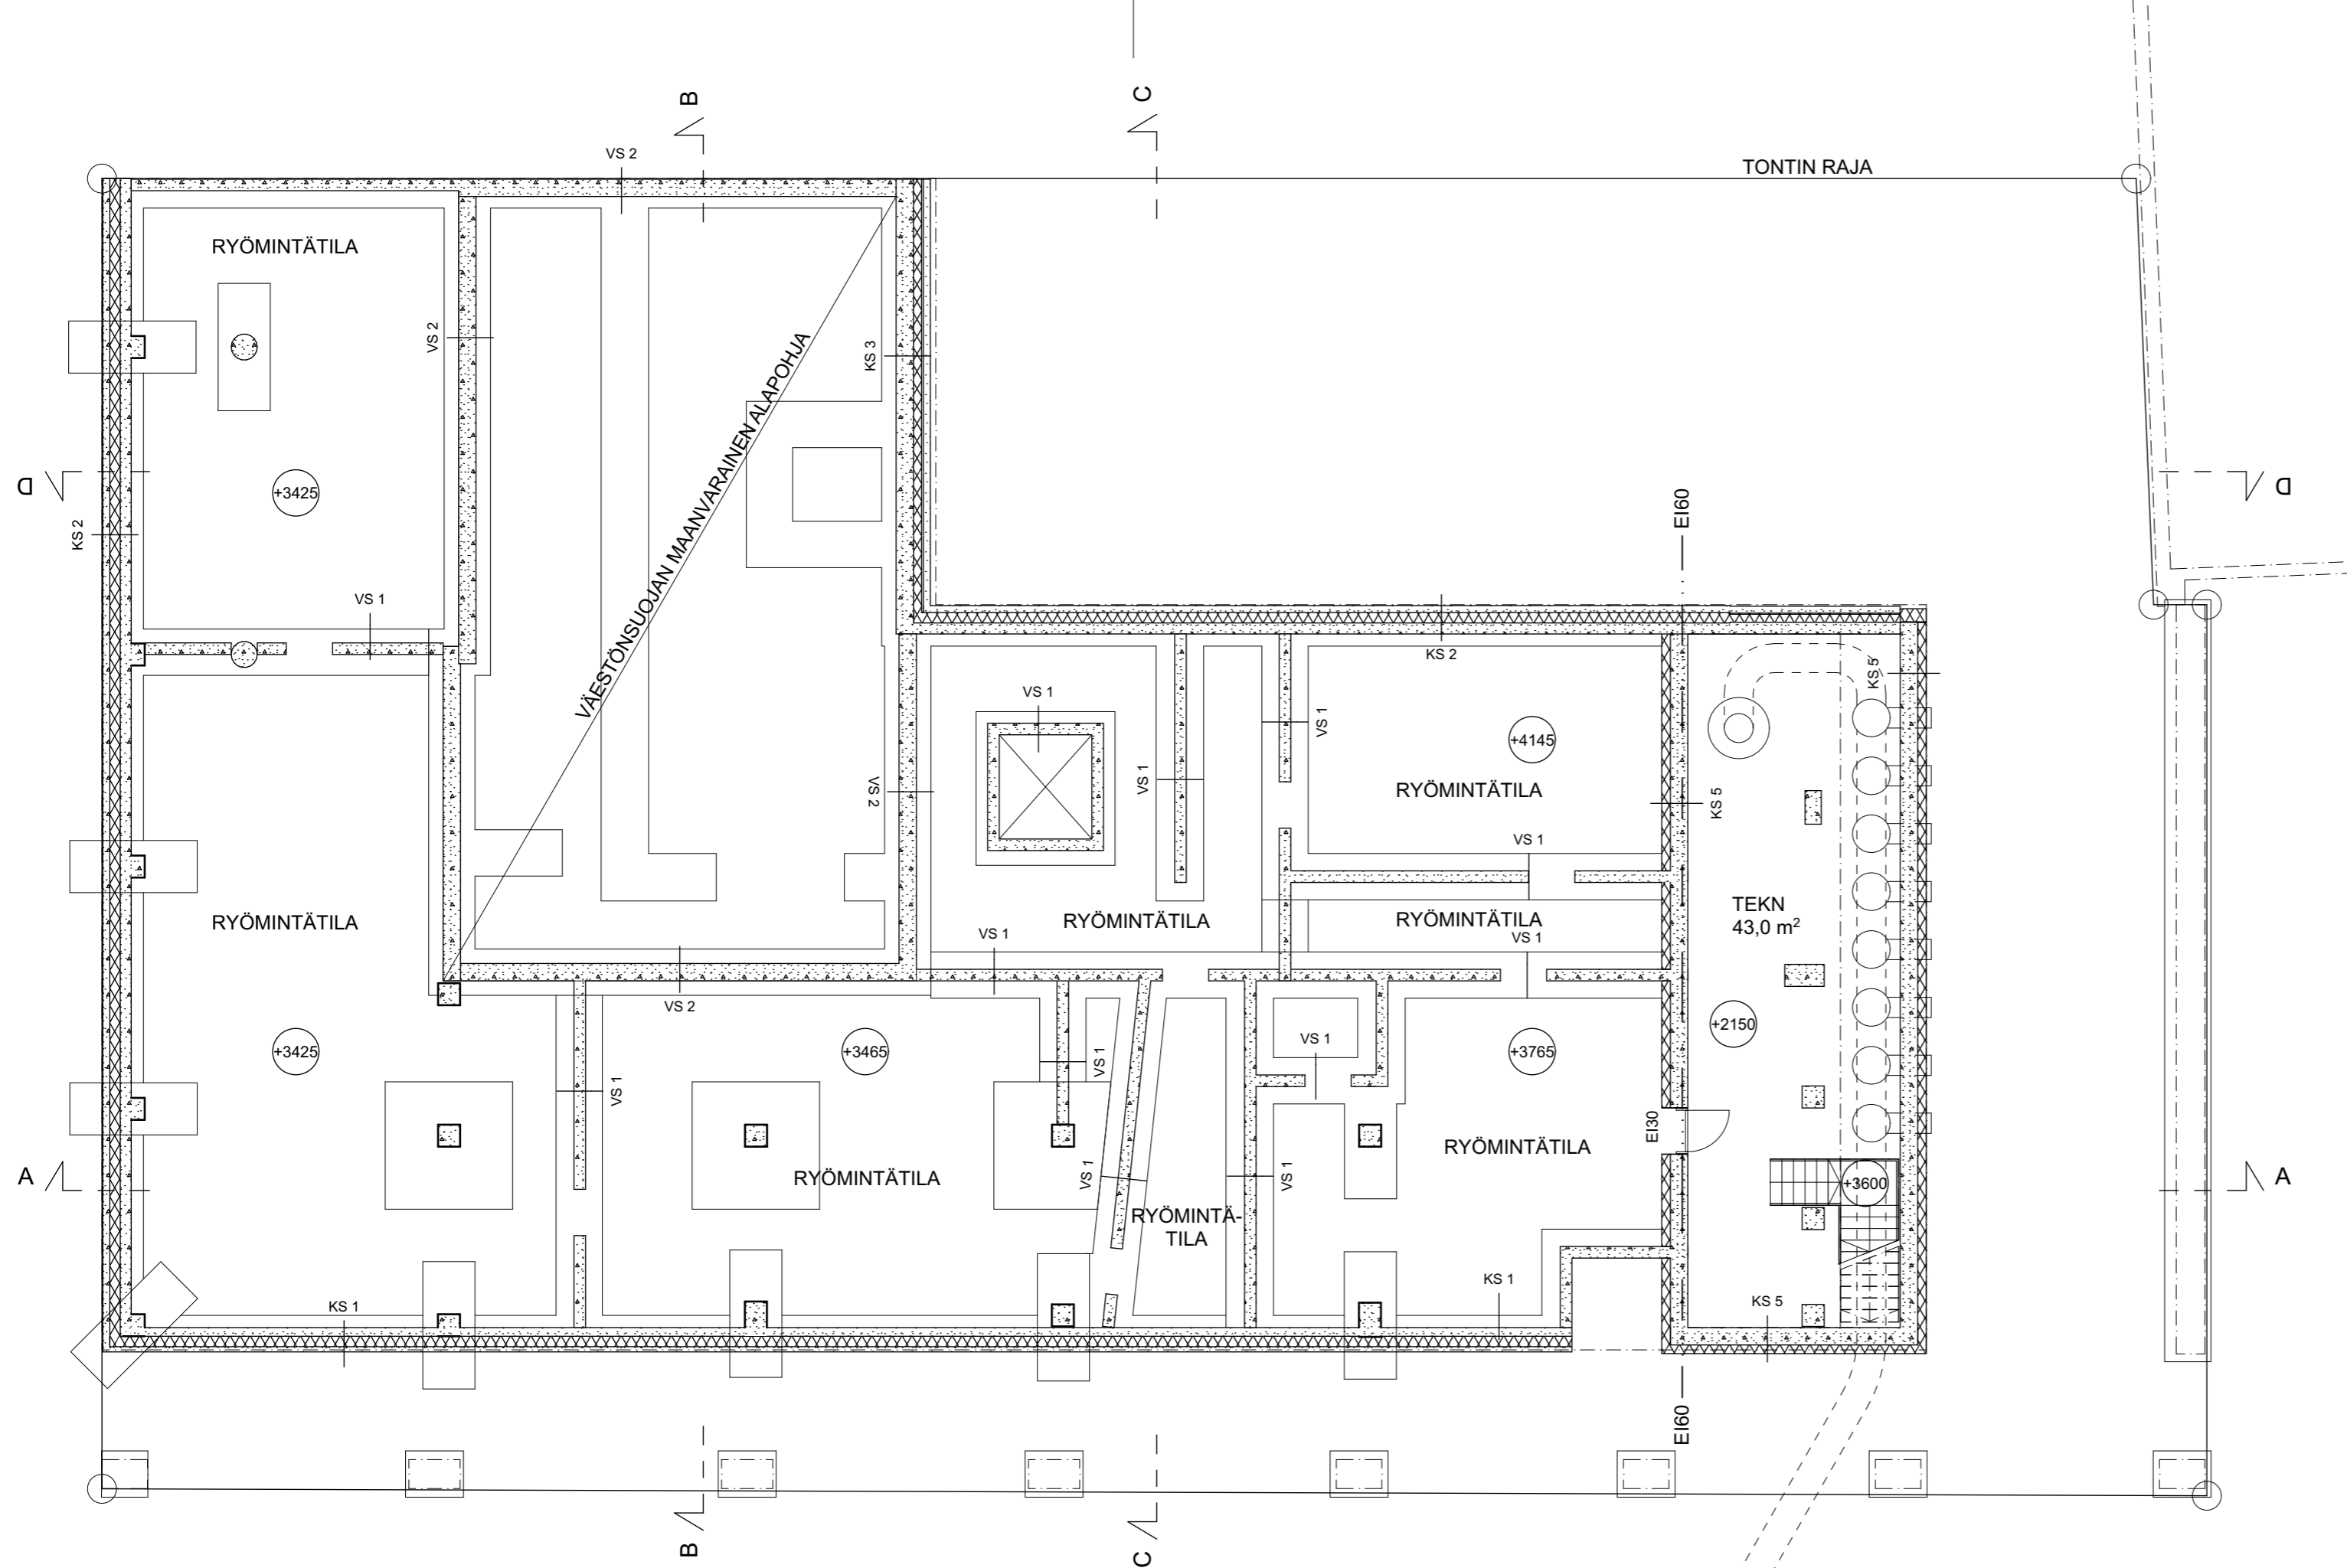 B
C
VS 2
TONTIN RAJA
RYÖMINTÄTILA
VS 2
KS 3
VÄESTÖNSUOJAN MAANVARAINEN ALAPOHJA
D
D
+3425
EI60
KS 2
VS 1
KS 2
KS 5
VS 1
VS 1
+4145
VS 1
VS 2
RYÖMINTÄTILA
KS 5
VS 1
TEKN
43,0 m²
RYÖMINTÄTILA
RYÖMINTÄTILA
RYÖMINTÄTILA
VS 1
VS 1
VS 2
+2150
+3425
+3465
VS 1
+3765
VS 1
VS 1
EI30
RYÖMINTÄTILA
A
RYÖMINTÄTILA
VS 1
VS 1
A
+3600
RYÖMINTÄ-
TILA
KS 1
KS 1
KS 5
EI60
B
C